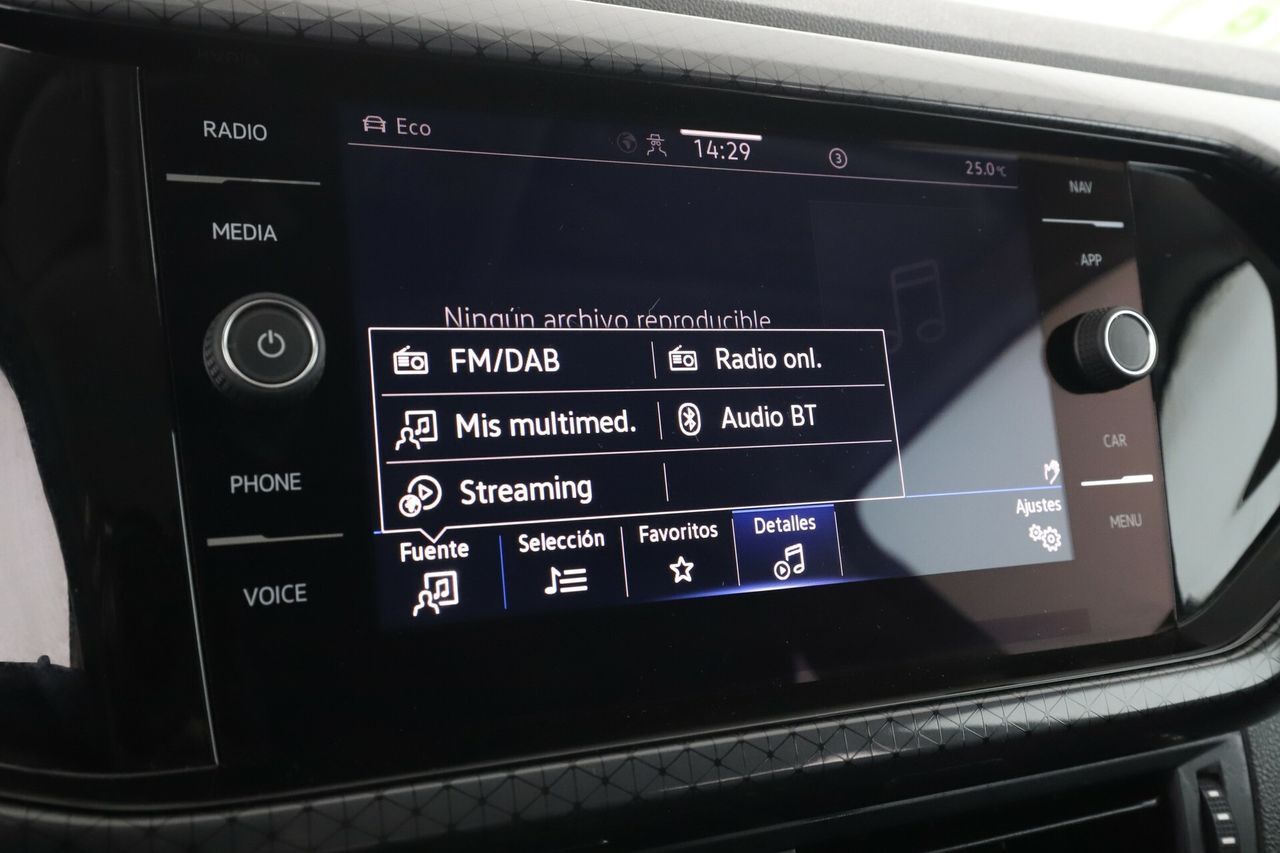 RADIO
MEDIA
PHONE
VOICE
Eco
14:29
3
25.0°C
Ningún archivo reproducible
FM/DAB
Radio onl.
Mis multimed.
Audio BT
Streaming
Fuente
Selección
Favoritos
Detalles
Ajustes
NAV
APP
CAR
MENU